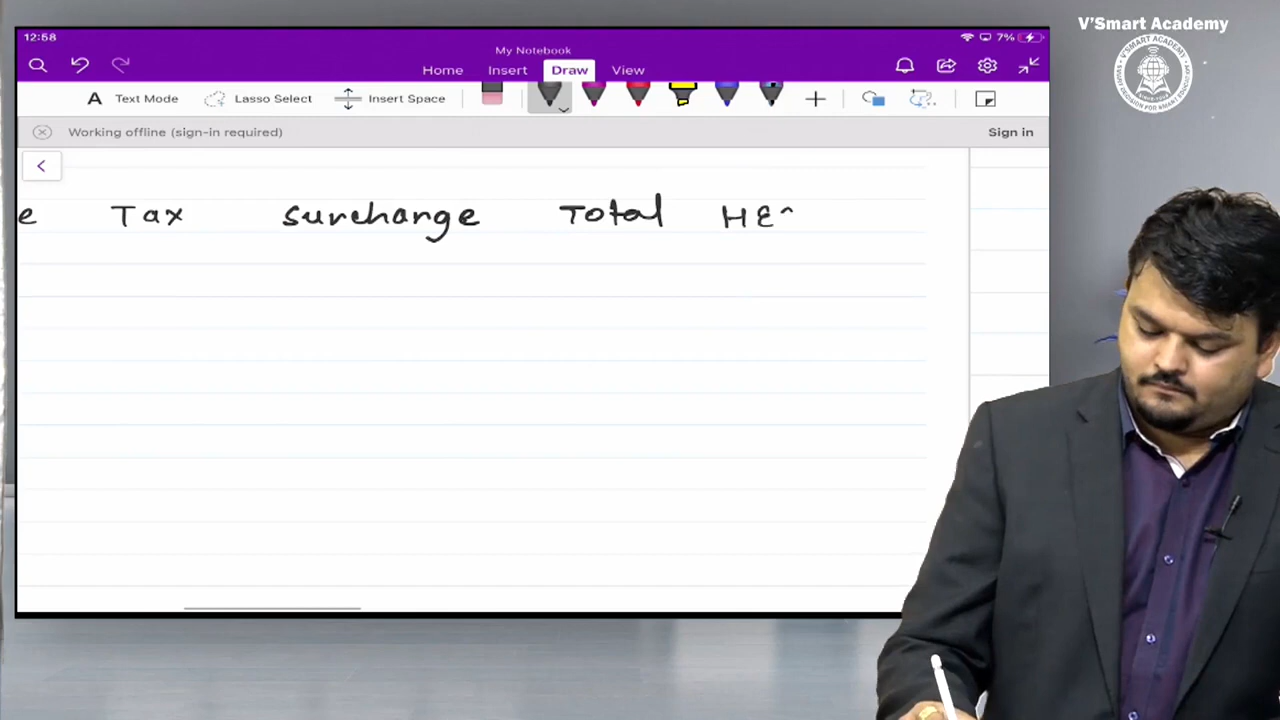 V'Smart Academy
12:58
7%
My Notebook
Home Insert Draw View
A Text Mode Lasso Select Insert Space
Working offline (sign-in required) Sign in
e Tax surcharge Total HE